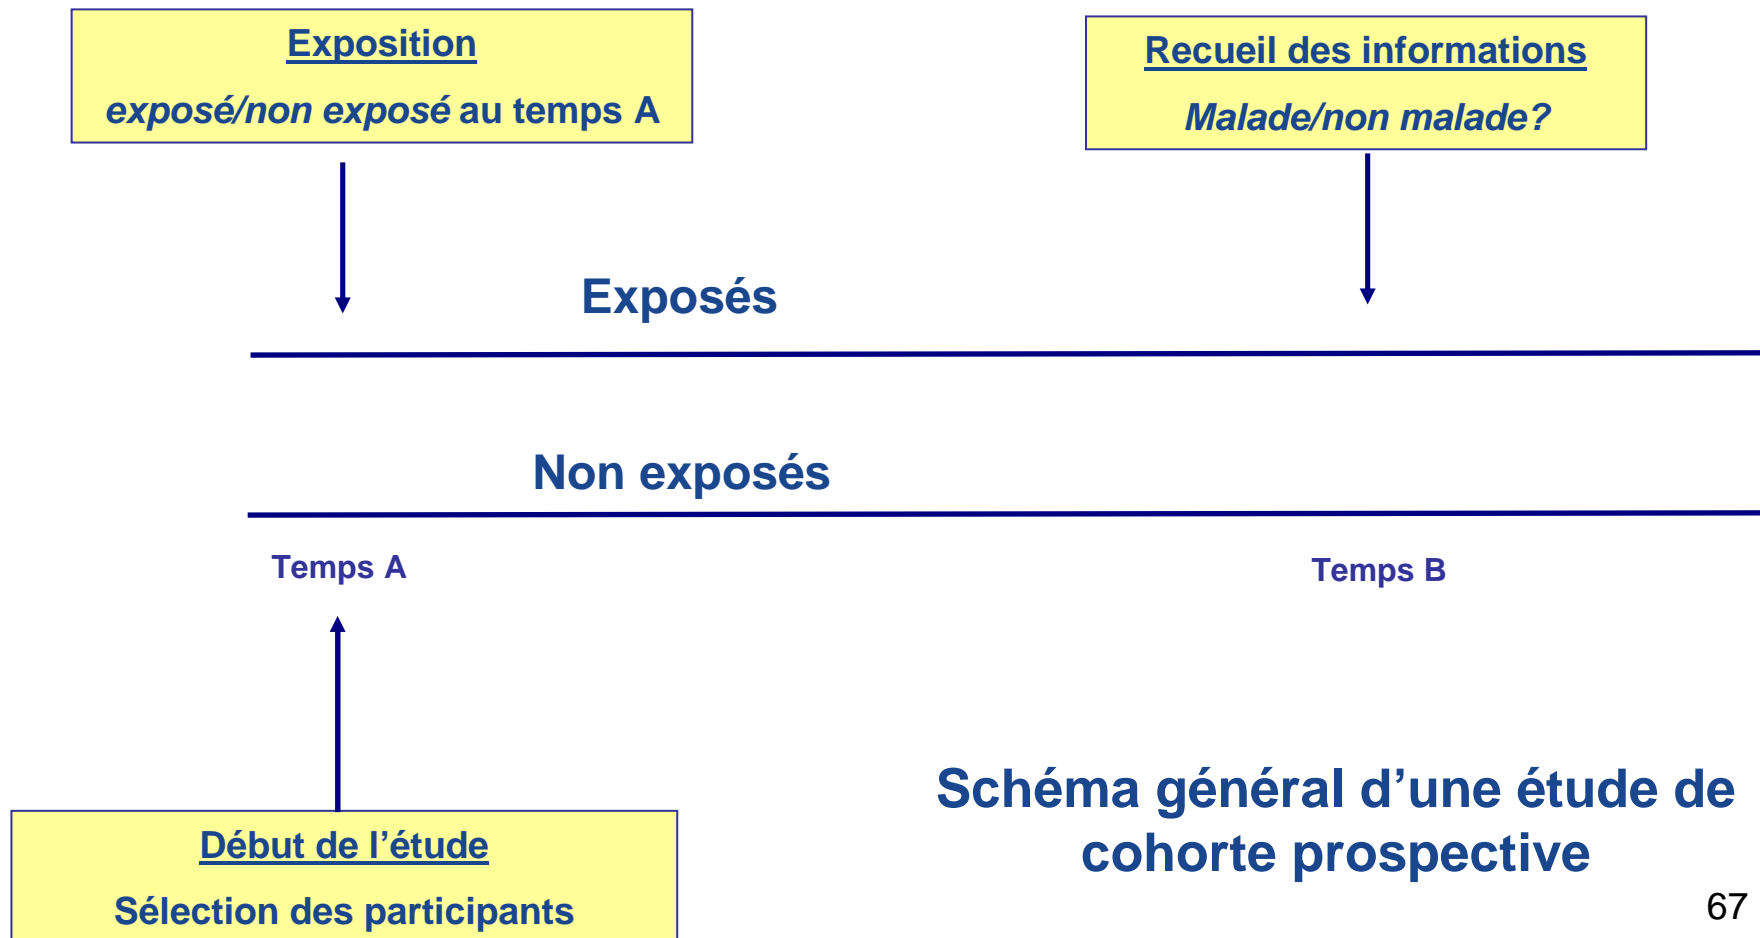 Exposition
exposé/non exposé au temps A
Recueil des informations
Malade/non malade?
Exposés
Non exposés
Temps A
Temps B
Début de l’étude
Sélection des participants
Schéma général d’une étude de
cohorte prospective
67